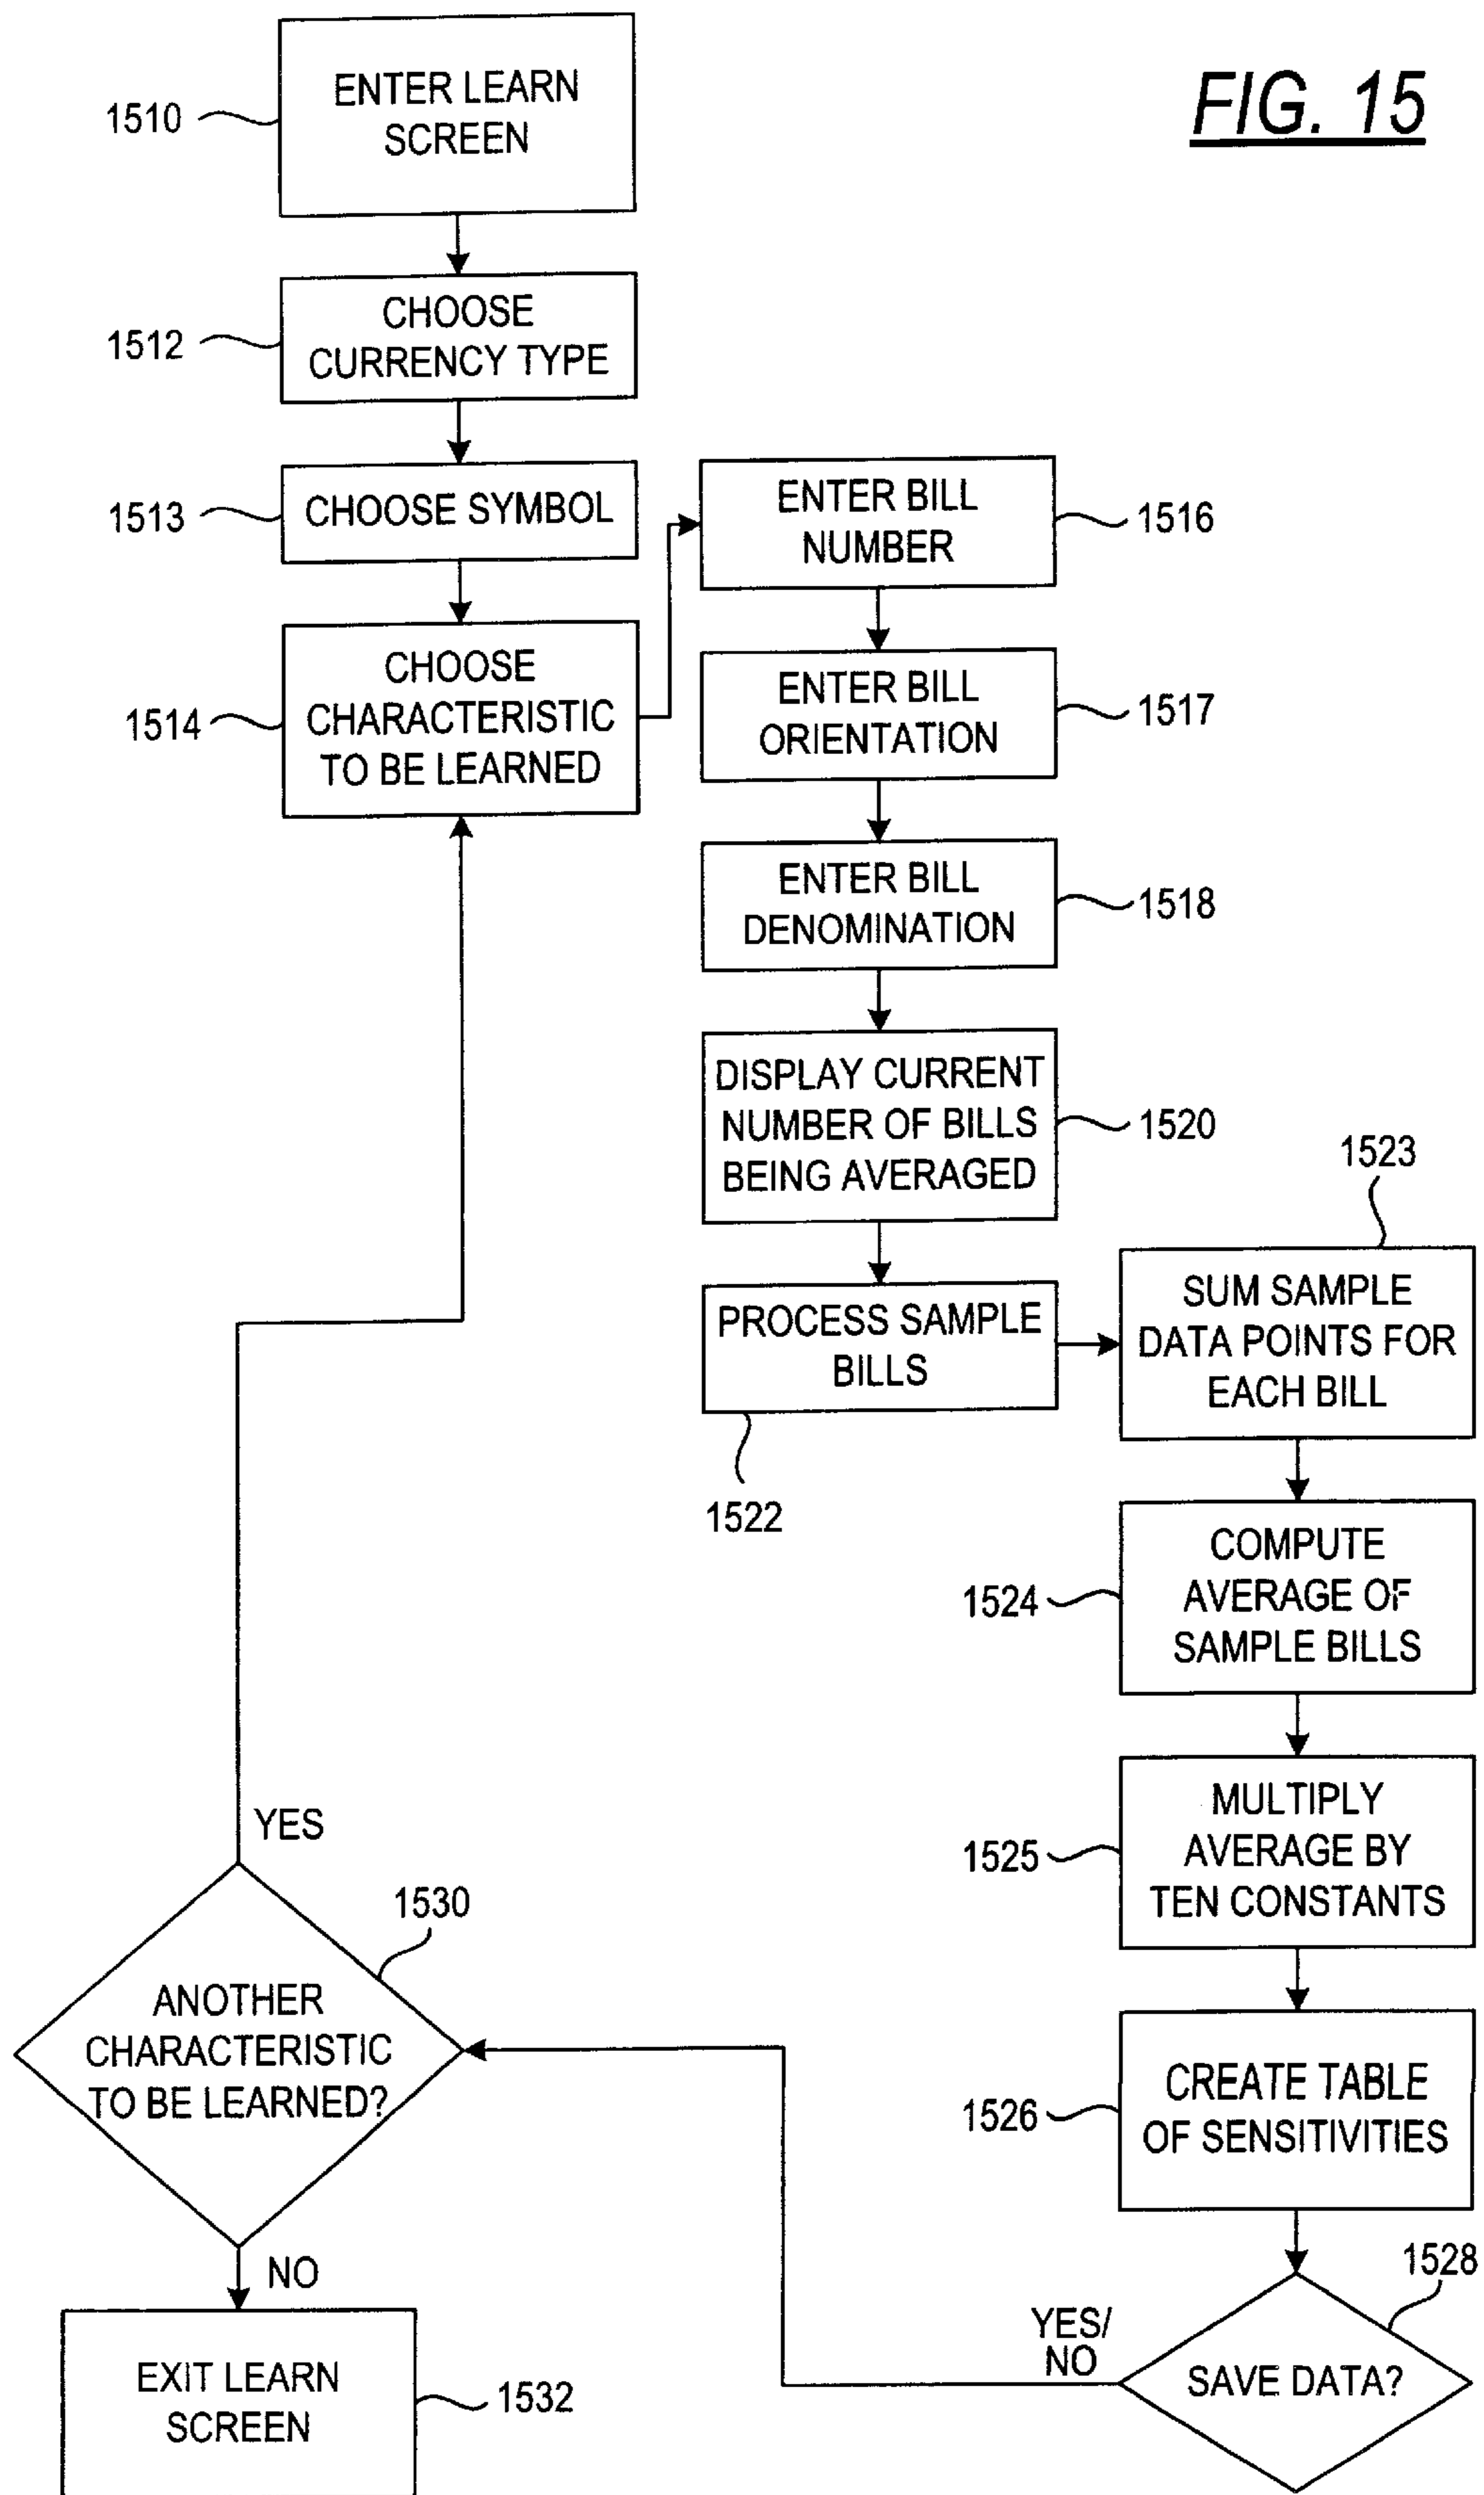 FIG. 15
ENTER LEARN
SCREEN
1510
CHOOSE
CURRENCY TYPE
1512
CHOOSE SYMBOL
1513
CHOOSE
CHARACTERISTIC
TO BE LEARNED
1514
ENTER BILL
NUMBER
1516
ENTER BILL
ORIENTATION
1517
ENTER BILL
DENOMINATION
1518
DISPLAY CURRENT
NUMBER OF BILLS
BEING AVERAGED
1520
PROCESS SAMPLE
BILLS
1522
1523
SUM SAMPLE
DATA POINTS FOR
EACH BILL
COMPUTE
AVERAGE OF
SAMPLE BILLS
1524
MULTIPLY
AVERAGE BY
TEN CONSTANTS
1525
CREATE TABLE
OF SENSITIVITIES
1526
1528
SAVE DATA?
YES/
NO
1530
ANOTHER
CHARACTERISTIC
TO BE LEARNED?
YES
NO
EXIT LEARN
SCREEN
1532